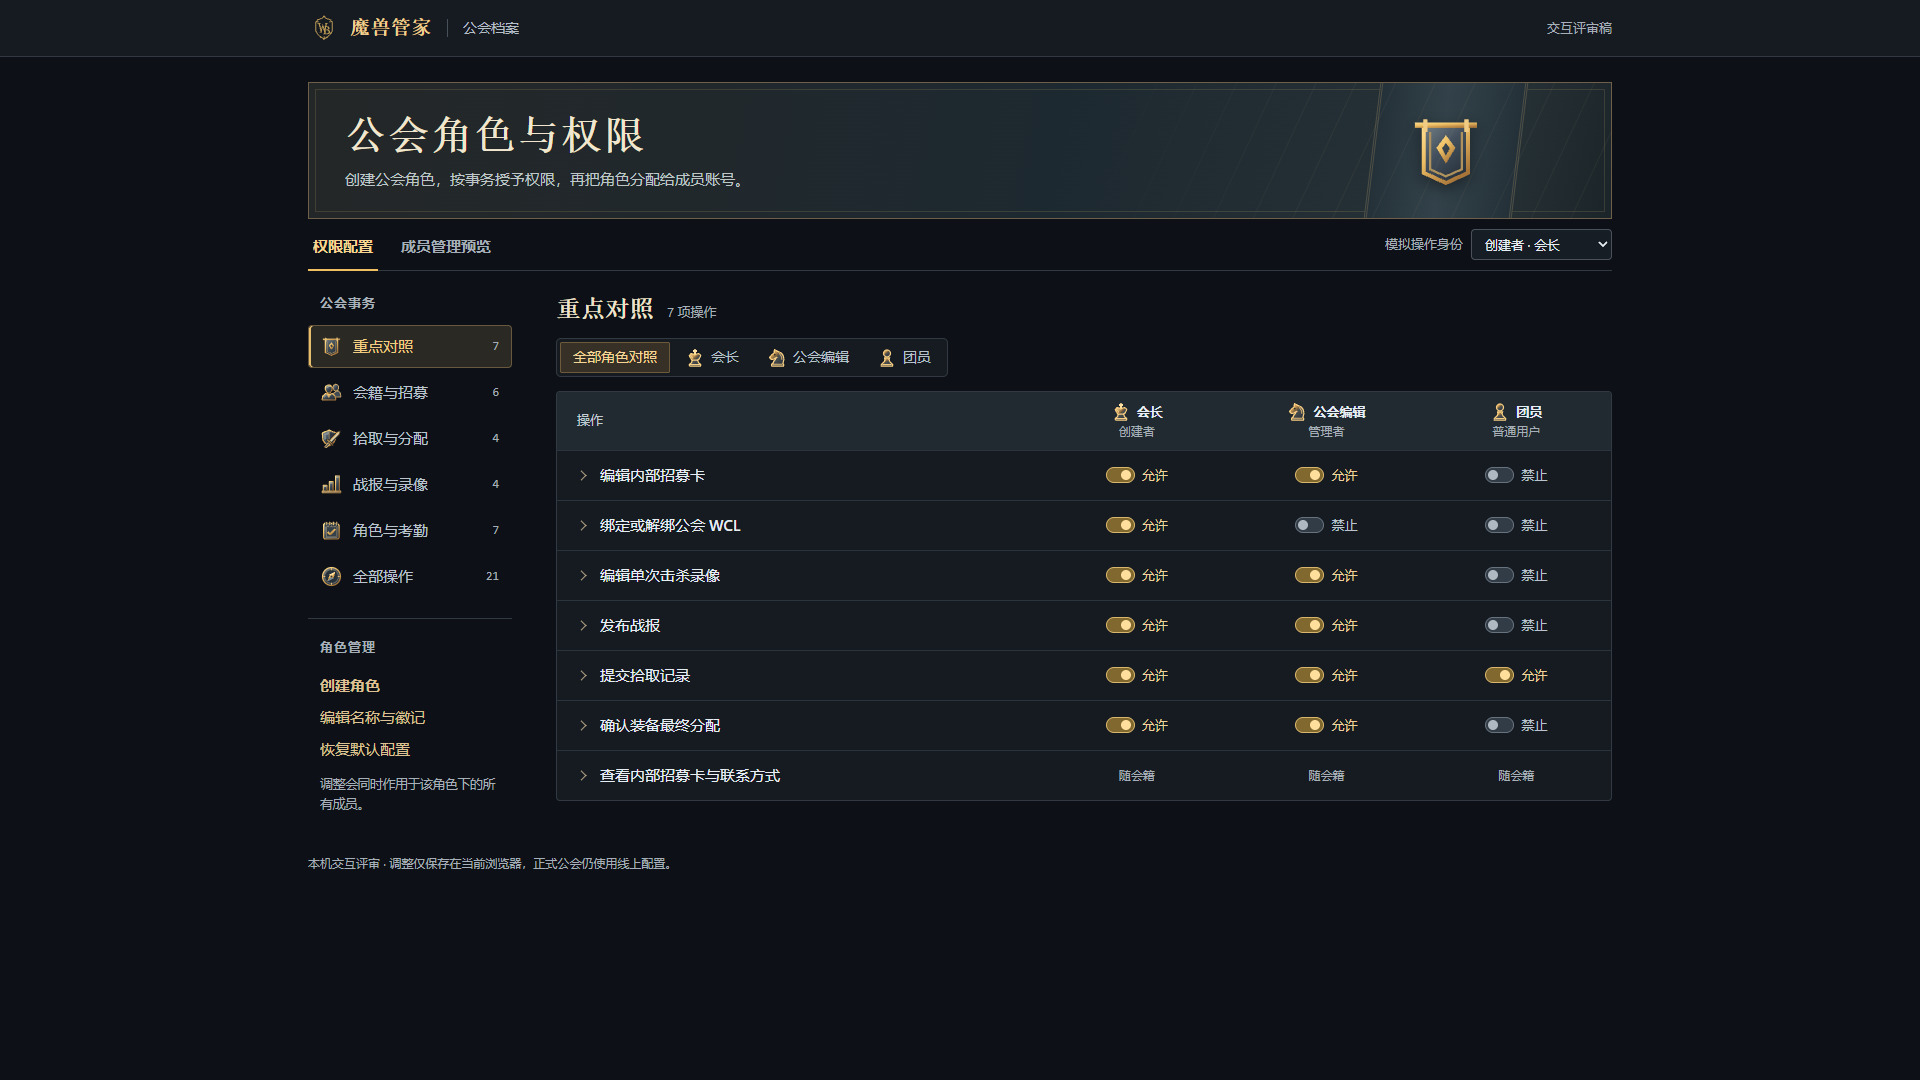 魔兽管家 公会档案 交互评审稿
公会角色与权限
创建公会角色，按事务授予权限，再把角色分配给成员账号。
权限配置 成员管理预览 模拟操作身份 创建者 · 会长
公会事务
重点对照 7
会籍与招募 6
拾取与分配 4
战报与录像 4
角色与考勤 7
全部操作 21
角色管理
创建角色
编辑名称与徽记
恢复默认配置
调整会同时作用于该角色下的所
有成员。
重点对照 7 项操作
全部角色对照 会长 公会编辑 团员
操作 会长 公会编辑 团员
创建者 管理者 普通用户
编辑内部招募卡 允许 允许 禁止
绑定或解绑公会 WCL 允许 禁止 禁止
编辑单次击杀录像 允许 允许 禁止
发布战报 允许 允许 禁止
提交拾取记录 允许 允许 允许
确认装备最终分配 允许 允许 禁止
查看内部招募卡与联系方式 随会籍 随会籍 随会籍
本机交互评审 · 调整仅保存在当前浏览器，正式公会仍使用线上配置。